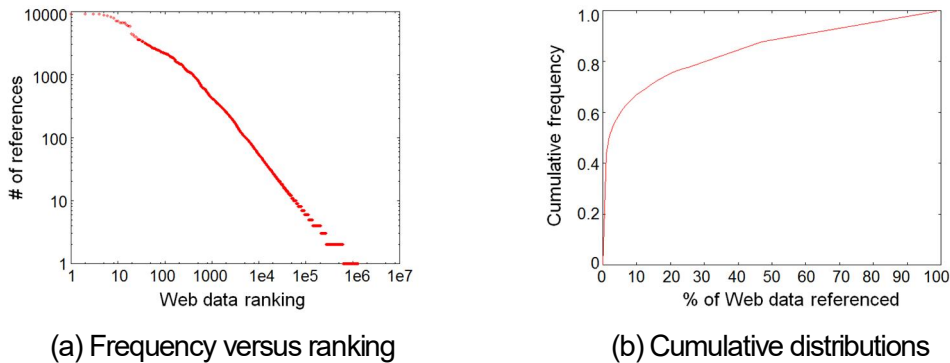 10000
1000
100
10
1
# of references
1 10 100 1000 1e4 1e5 1e6 1e7
Web data ranking
(a) Frequency versus ranking
1.0
0.8
0.6
0.4
0.2
0
Cumulative frequency
0 10 20 30 40 50 60 70 80 90 100
% of Web data referenced
(b) Cumulative distributions